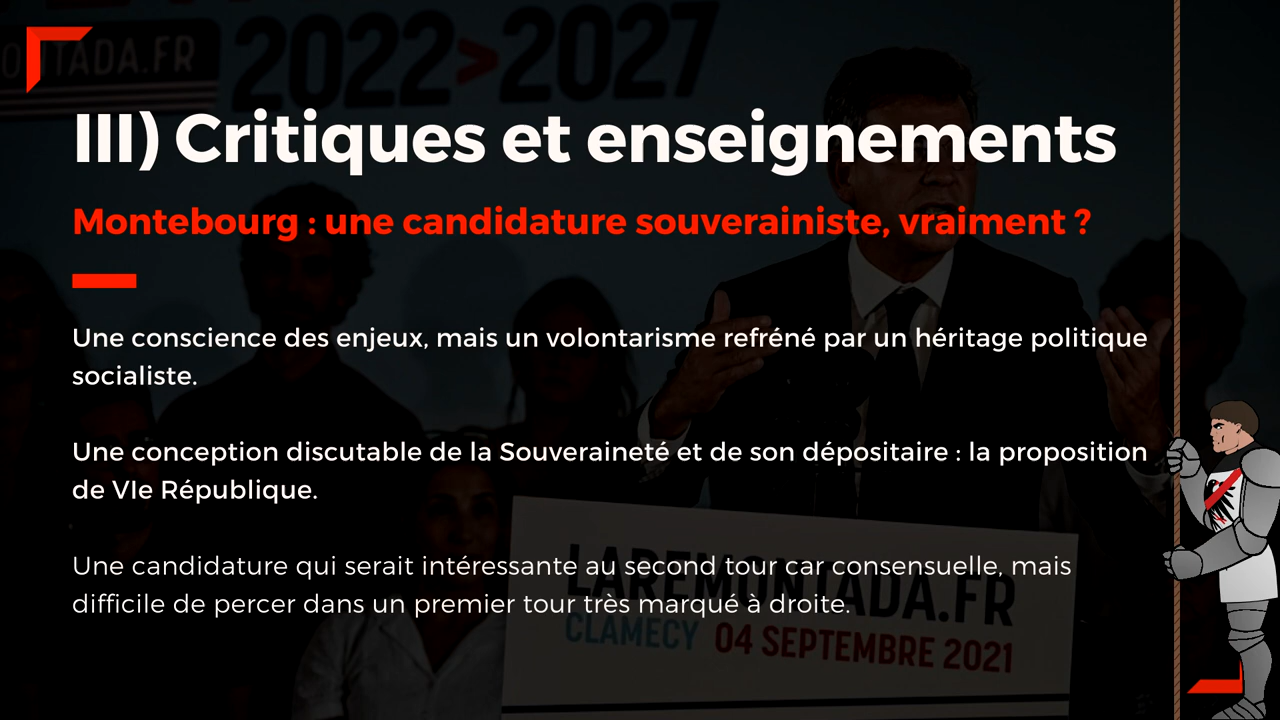 ONTADA.FR
2022>2027
III) Critiques et enseignements
Montebourg : une candidature souverainiste, vraiment ?
Une conscience des enjeux, mais un volontarisme refréné par un héritage politique
socialiste.
Une conception discutable de la Souveraineté et de son dépositaire : la proposition
de VIe République.
Une candidature qui serait intéressante au second tour car consensuelle, mais
difficile de percer dans un premier tour très marqué à droite.
LAREMONTADA.FR
CLAMECY 04 SEPTEMBRE 2021